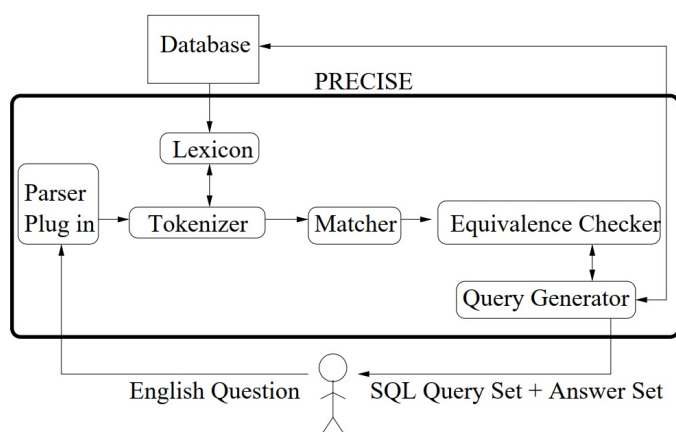 Database
PRECISE
Lexicon
Parser
Plug in
Tokenizer
Matcher
Equivalence Checker
Query Generator
English Question
SQL Query Set + Answer Set